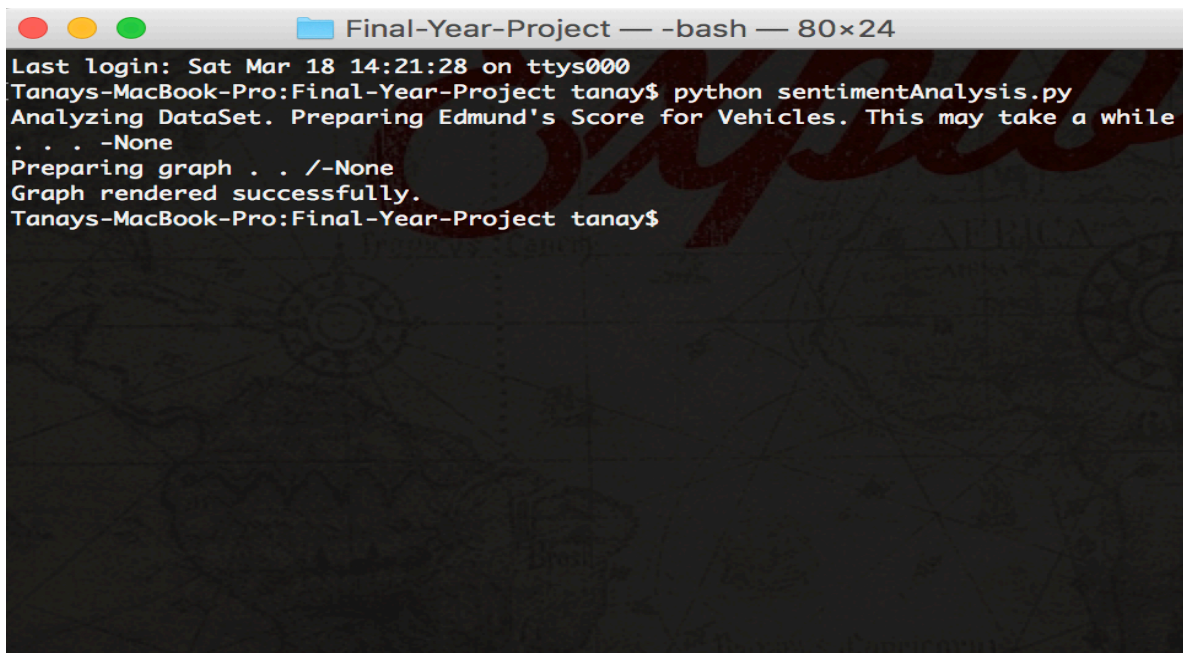 Final-Year-Project — -bash — 80×24
Last login: Sat Mar 18 14:21:28 on ttys000
Tanays-MacBook-Pro:Final-Year-Project tanay$ python sentimentAnalysis.py
Analyzing DataSet. Preparing Edmund's Score for Vehicles. This may take a while
. . . -None
Preparing graph . . /-None
Graph rendered successfully.
Tanays-MacBook-Pro:Final-Year-Project tanay$
AFRICA
Brasil